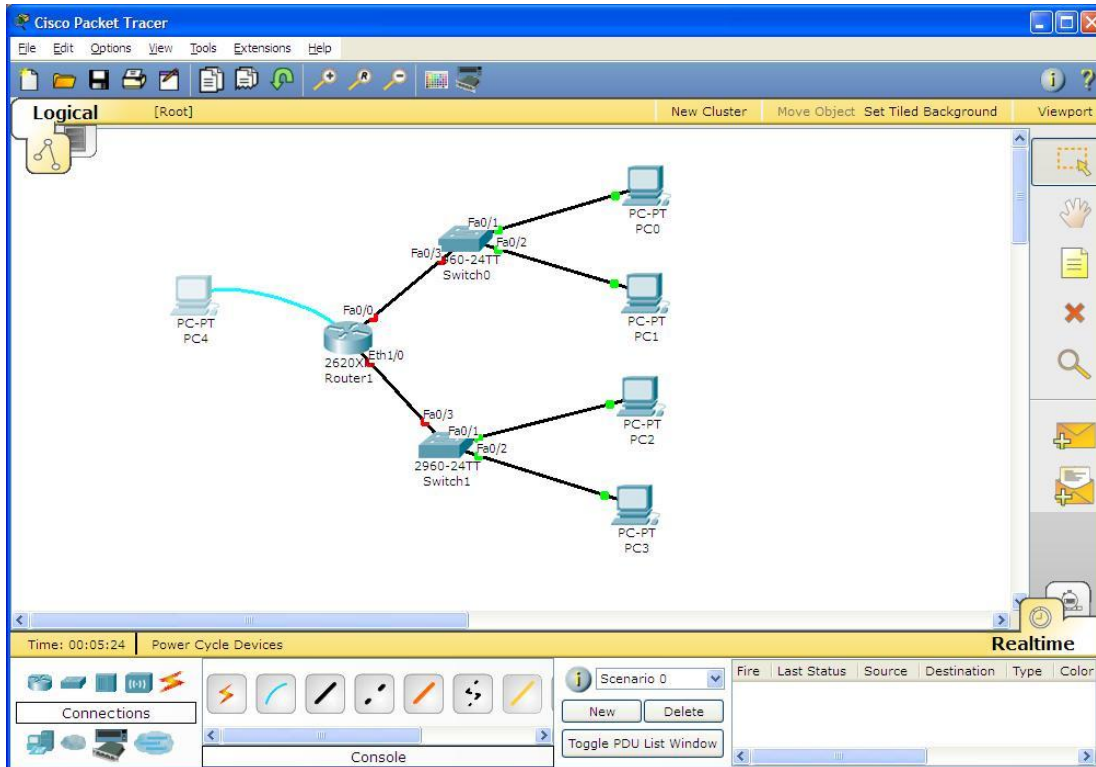 Cisco Packet Tracer
File Edit Options View Tools Extensions Help
Logical [Root] New Cluster Move Object Set Tiled Background Viewport
PC-PT
PC0
Fa0/1
Fa0/2
Fa0/3
960-24TT
Switch0
PC-PT
PC1
PC-PT
PC4
Fa0/0
2620X
Router1
Eth1/0
Fa0/3
Fa0/1
Fa0/2
2960-24TT
Switch1
PC-PT
PC2
PC-PT
PC3
Time: 00:05:24 Power Cycle Devices Realtime
Connections
Console
Scenario 0
New Delete
Toggle PDU List Window
Fire Last Status Source Destination Type Color